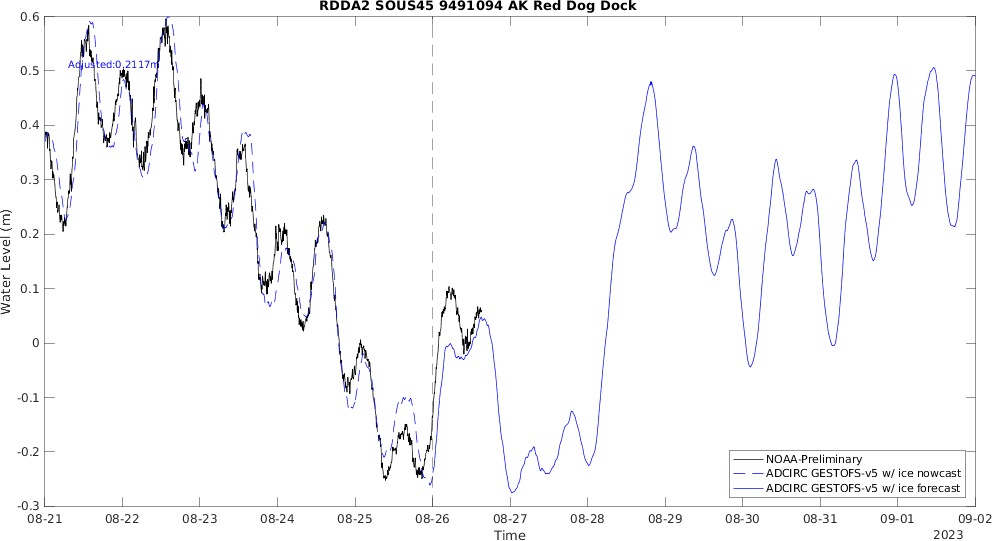 RDDA2 SOUS45 9491094 AK Red Dog Dock
0.6
0.5
0.4
0.3
0.2
0.1
0
-0.1
-0.2
-0.3
Water Level (m)
Adjusted:0.2117m
NOAA-Preliminary
ADCIRC GESTOFS-v5 w/ ice nowcast
ADCIRC GESTOFS-v5 w/ ice forecast
08-21 08-22 08-23 08-24 08-25 08-26 08-27 08-28 08-29 08-30 08-31 09-01 09-02
Time
2023